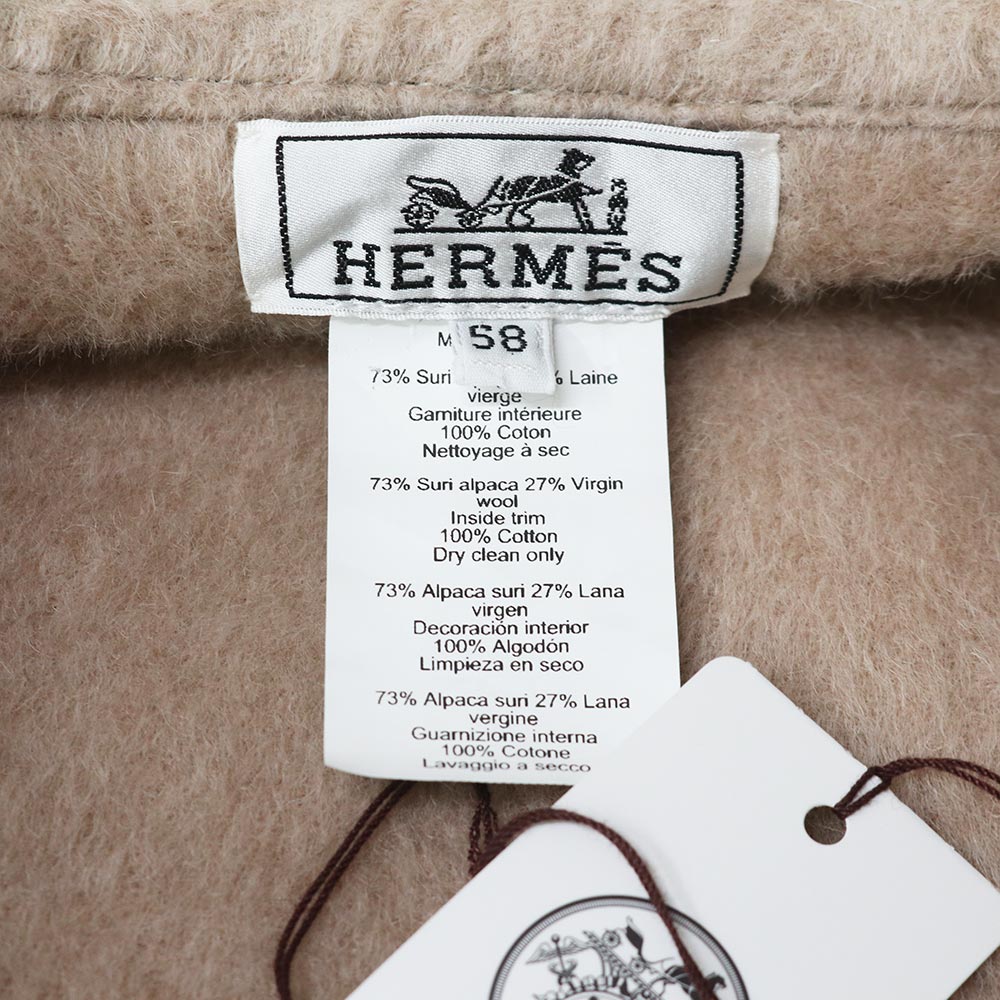 HERMÈS
58
M
73% Suri % Laine
vierge
Garniture intérieure
100% Coton
Nettoyage à sec
73% Suri alpaca 27% Virgin
wool
Inside trim
100% Cotton
Dry clean only
73% Alpaca suri 27% Lana
virgen
Decoración interior
100% Algodón
Limpieza en seco
73% Alpaca suri 27% Lana
vergine
Guarnizione interna
100% Cotone
Lavaggio a secco